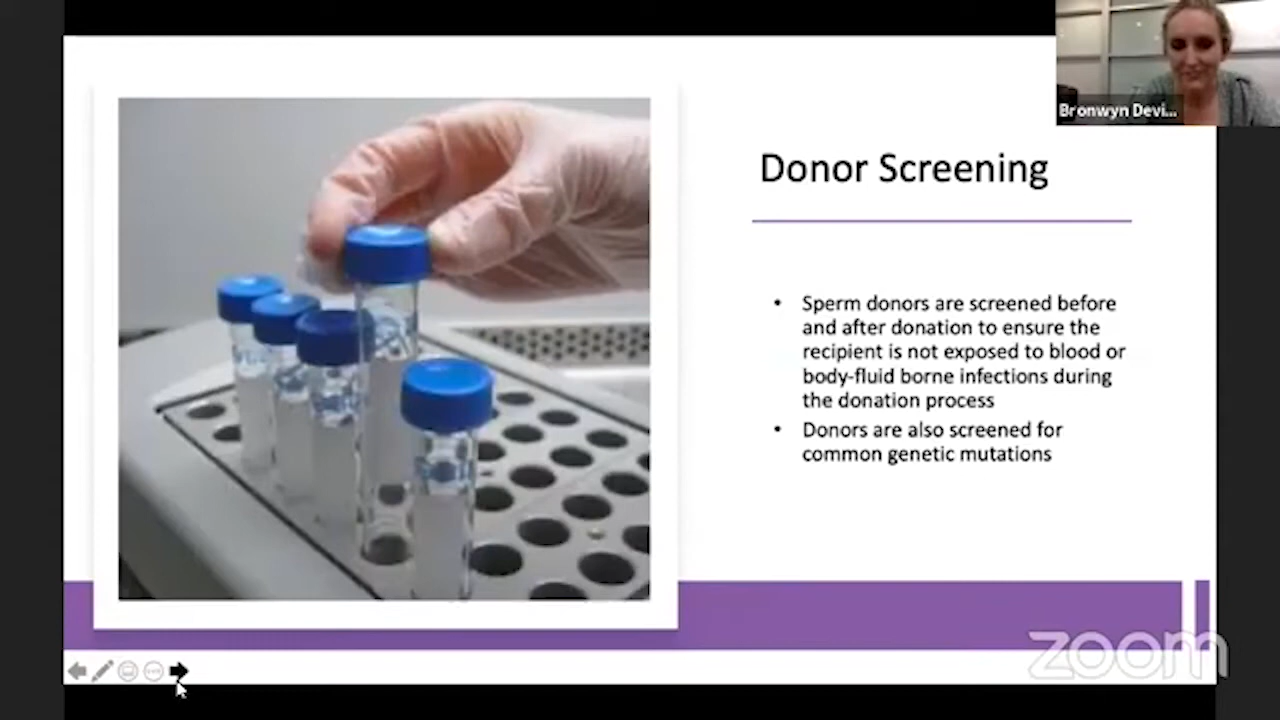 Bronwyn Devi...
Donor Screening
• Sperm donors are screened before
and after donation to ensure the
recipient is not exposed to blood or
body-fluid borne infections during
the donation process
• Donors are also screened for
common genetic mutations
zoom